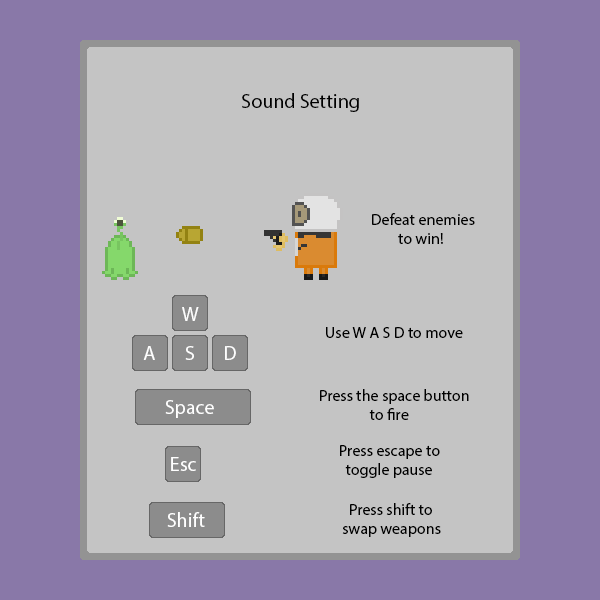 Sound Setting
Defeat enemies
to win!
W
A S D
Use W A S D to move
Space
Press the space button
to fire
Esc
Press escape to
toggle pause
Shift
Press shift to
swap weapons